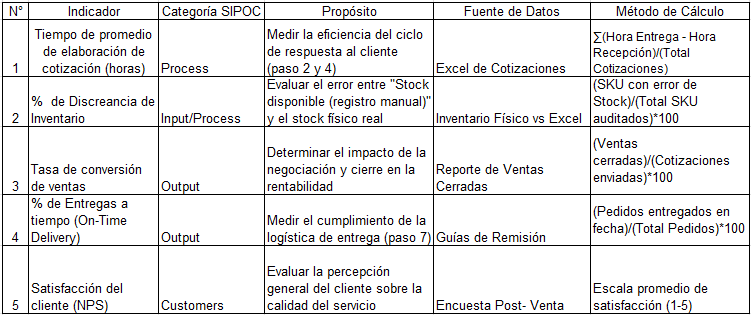 N° Indicador Categoría SIPOC Propósito Fuente de Datos Método de Cálculo
1 Tiempo de promedio
de elaboración de
cotización (horas) Process Medir la eficiencia del ciclo
de respuesta al cliente
(paso 2 y 4) Excel de Cotizaciones ∑(Hora Entrega - Hora
Recepción)/(Total
Cotizaciones)
2 % de Discreancia de
Inventario Input/Process Evaluar el error entre "Stock
disponible (registro manual)"
y el stock físico real Inventario Físico vs Excel (SKU con error de
Stock)/(Total SKU
auditados)*100
3 Tasa de conversión
de ventas Output Determinar el impacto de la
negociación y cierre en la
rentabilidad Reporte de Ventas
Cerradas (Ventas
cerradas)/(Cotizaciones
enviadas)*100
4 % de Entregas a
tiempo (On-Time
Delivery) Output Medir el cumplimiento de la
logística de entrega (paso 7) Guías de Remisión (Pedidos entregados en
fecha)/(Total Pedidos)*100
5 Satisfacción del
cliente (NPS) Customers Evaluar la percepción
general del cliente sobre la
calidad del servicio Encuesta Post- Venta Escala promedio de
satisfacción (1-5)